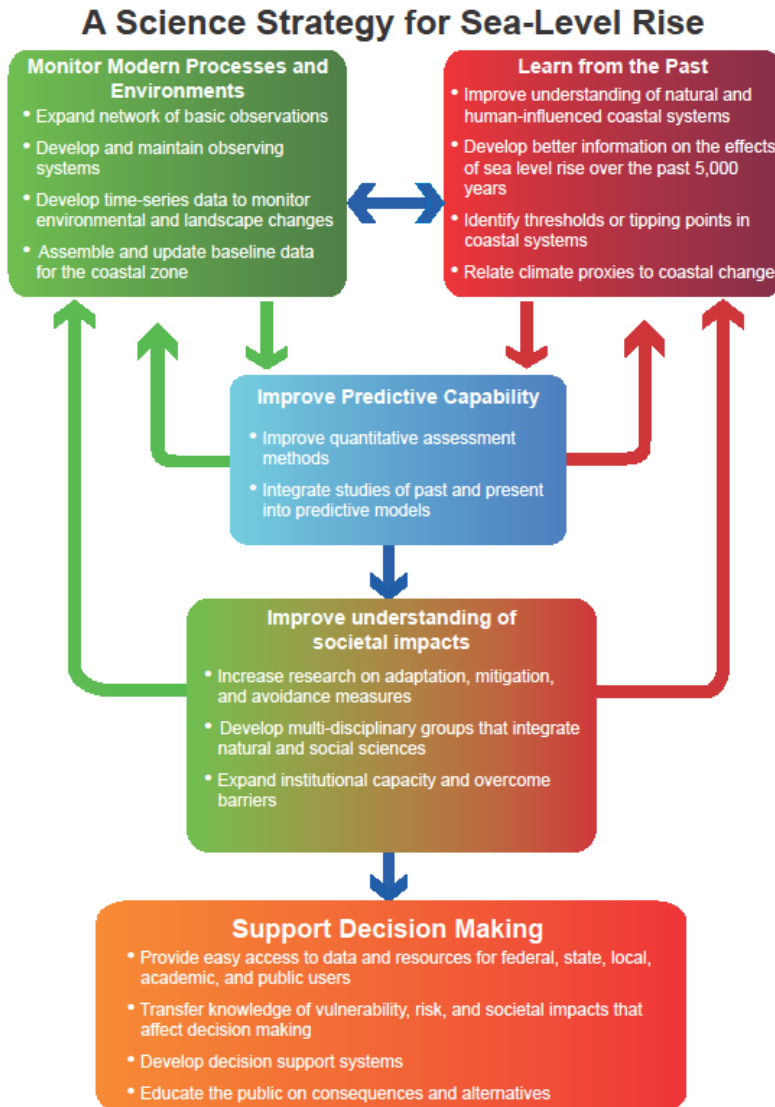 A Science Strategy for Sea-Level Rise
Monitor Modern Processes and
Environments
• Expand network of basic observations
• Develop and maintain observing
systems
• Develop time-series data to monitor
environmental and landscape changes
• Assemble and update baseline data
for the coastal zone
Learn from the Past
• Improve understanding of natural and
human-influenced coastal systems
• Develop better information on the effects
of sea level rise over the past 5,000
years
• Identify thresholds or tipping points in
coastal systems
• Relate climate proxies to coastal change
Improve Predictive Capability
• Improve quantitative assessment
methods
• Integrate studies of past and present
into predictive models
Improve understanding of
societal impacts
• Increase research on adaptation, mitigation,
and avoidance measures
• Develop multi-disciplinary groups that integrate
natural and social sciences
• Expand institutional capacity and overcome
barriers
Support Decision Making
• Provide easy access to data and resources for federal, state, local,
academic, and public users
• Transfer knowledge of vulnerability, risk, and societal impacts that
affect decision making
• Develop decision support systems
• Educate the public on consequences and alternatives